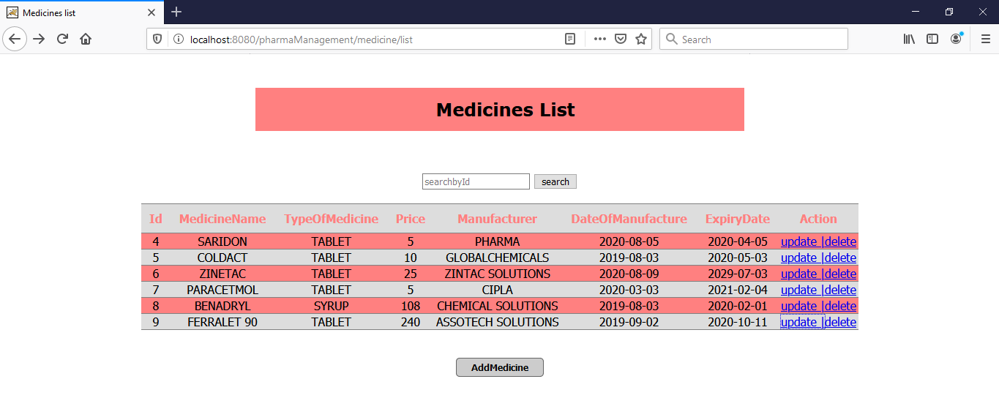 Medicines list
localhost:8080/pharmaManagement/medicine/list
Search
Medicines List
searchbyId search
Id MedicineName TypeOfMedicine Price Manufacturer DateOfManufacture ExpiryDate Action
4 SARIDON TABLET 5 PHARMA 2020-08-05 2020-04-05 update |delete
5 COLDACT TABLET 10 GLOBALCHEMICALS 2019-08-03 2020-05-03 update |delete
6 ZINETAC TABLET 25 ZINTAC SOLUTIONS 2020-08-09 2029-07-03 update |delete
7 PARACETMOL TABLET 5 CIPLA 2020-03-03 2021-02-04 update |delete
8 BENADRYL SYRUP 108 CHEMICAL SOLUTIONS 2019-08-03 2020-02-01 update |delete
9 FERRALET 90 TABLET 240 ASSOTECH SOLUTIONS 2019-09-02 2020-10-11 update |delete
AddMedicine